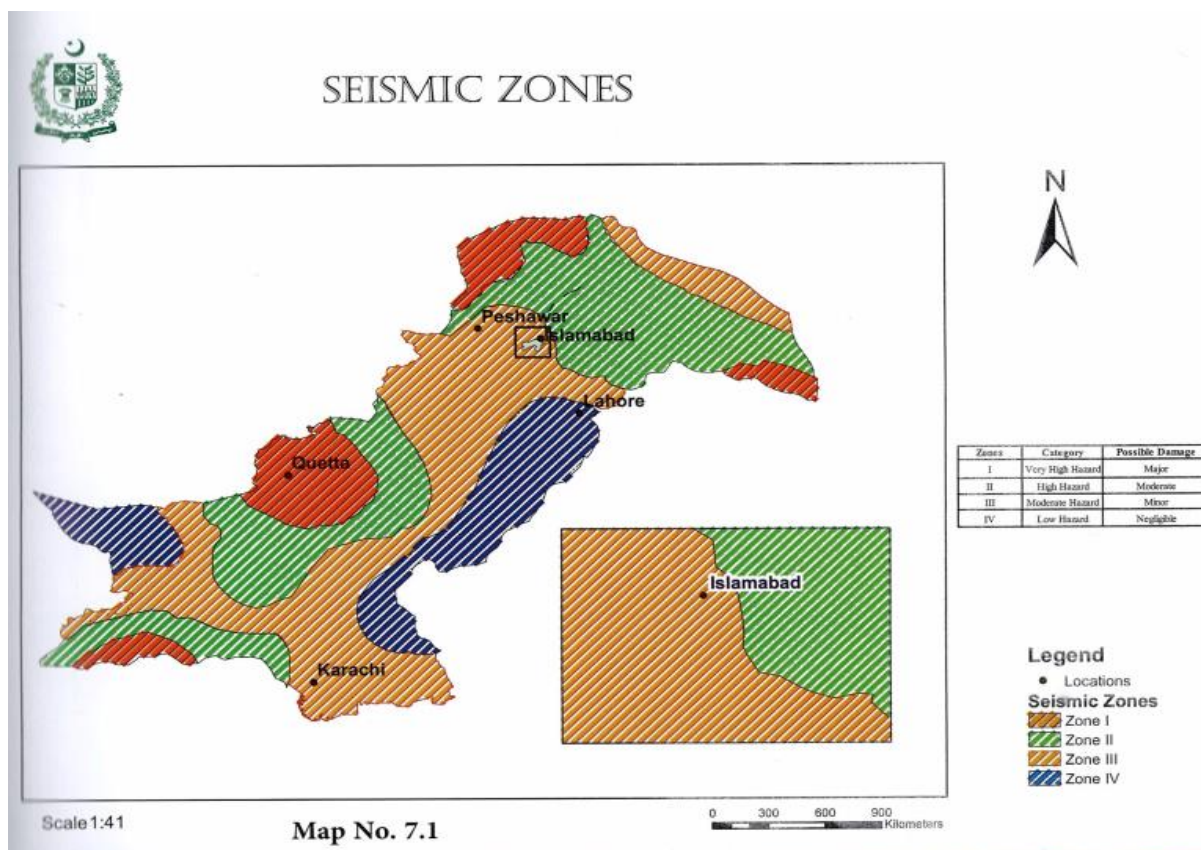 SEISMIC ZONES
N
Peshawar
Islamabad
Lahore
Quetta
Karachi
Islamabad
Zones Category Possible Damage
I Very High Hazard Major
II High Hazard Moderate
III Moderate Hazard Minor
IV Low Hazard Negligible
Legend
Locations
Seismic Zones
Zone I
Zone II
Zone III
Zone IV
Scale 1:41
Map No. 7.1
0 300 600 900
Kilometers